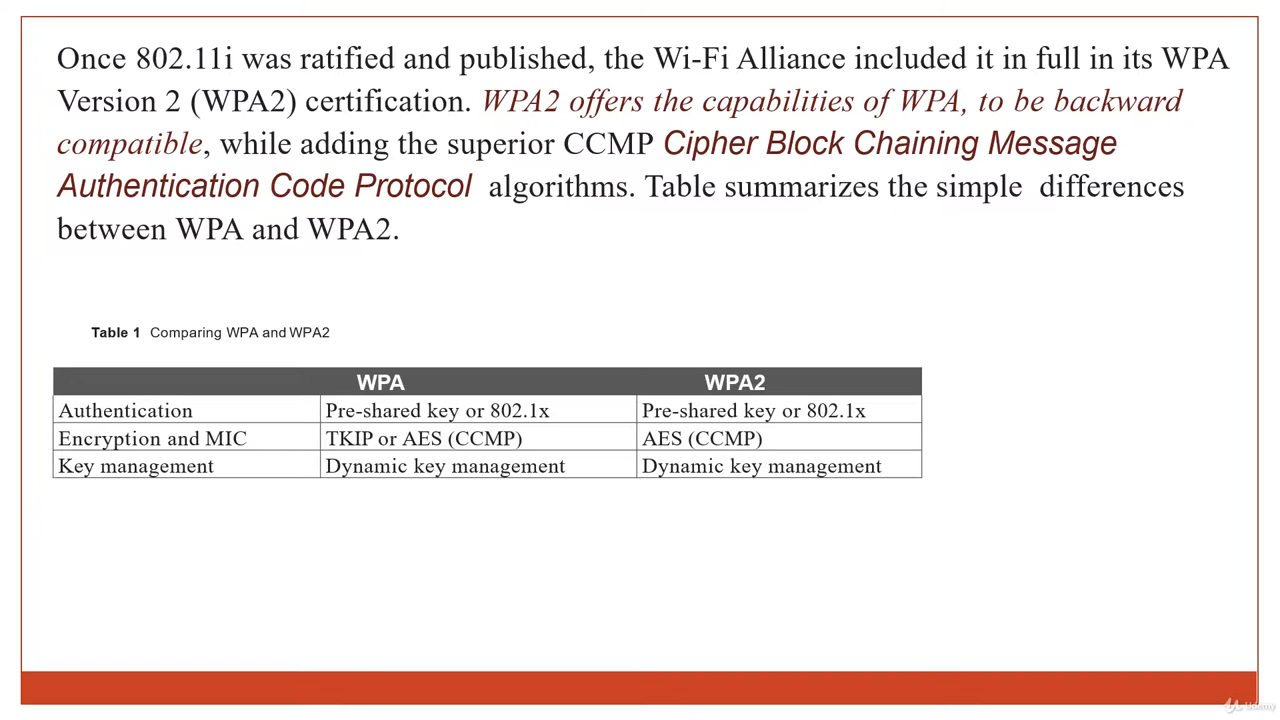 Once 802.11i was ratified and published, the Wi-Fi Alliance included it in full in its WPA
Version 2 (WPA2) certification. WPA2 offers the capabilities of WPA, to be backward
compatible, while adding the superior CCMP Cipher Block Chaining Message
Authentication Code Protocol algorithms. Table summarizes the simple differences
between WPA and WPA2.
Table 1 Comparing WPA and WPA2
WPA WPA2
Authentication Pre-shared key or 802.1x Pre-shared key or 802.1x
Encryption and MIC TKIP or AES (CCMP) AES (CCMP)
Key management Dynamic key management Dynamic key management
Udemy